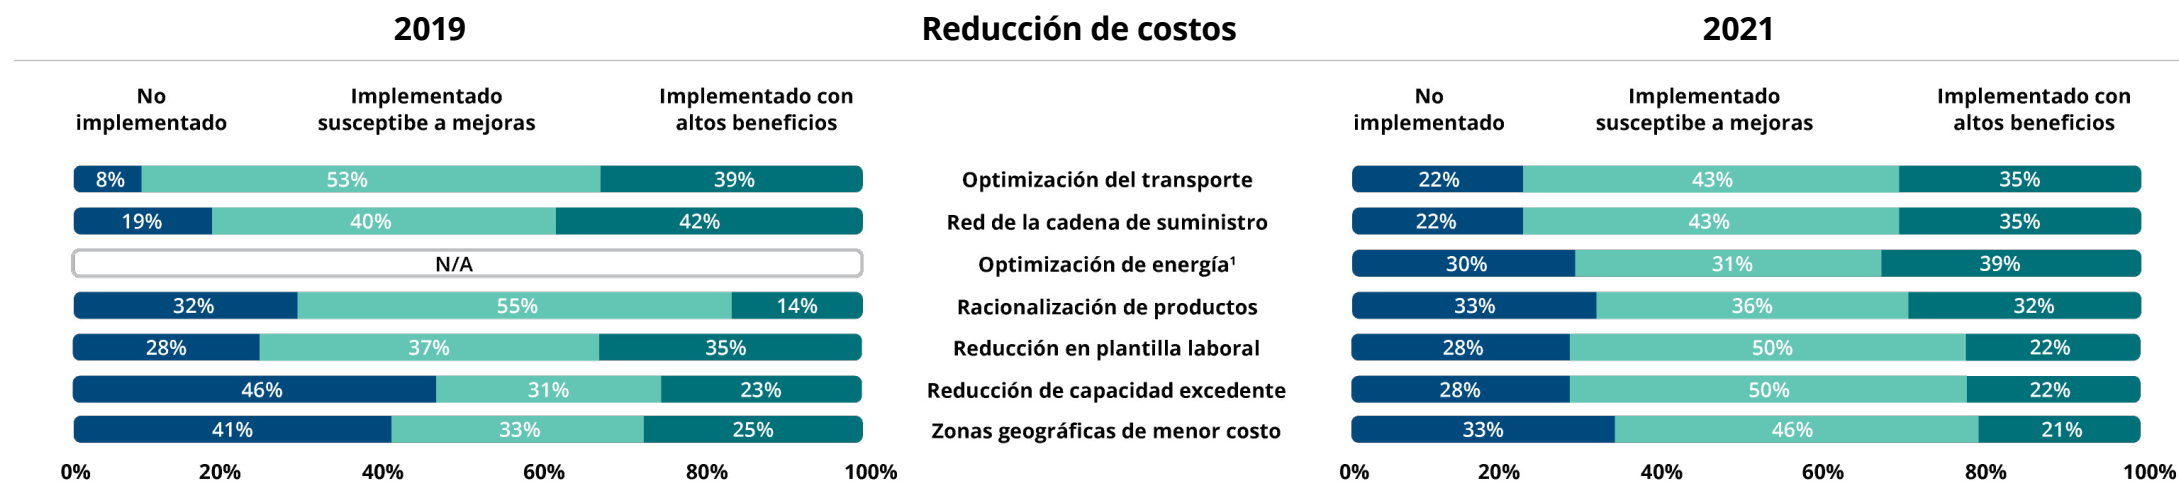 2019 Reducción de costos 2021
No Implementado Implementado con No Implementado Implementado con
implementado susceptibe a mejoras altos beneficios implementado susceptibe a mejoras altos beneficios
8% 53% 39% Optimización del transporte 22% 43% 35%
19% 40% 42% Red de la cadena de suministro 22% 43% 35%
N/A Optimización de energía¹ 30% 31% 39%
32% 55% 14% Racionalización de productos 33% 36% 32%
28% 37% 35% Reducción en plantilla laboral 28% 50% 22%
46% 31% 23% Reducción de capacidad excedente 28% 50% 22%
41% 33% 25% Zonas geográficas de menor costo 33% 46% 21%
0% 20% 40% 60% 80% 100% 0% 20% 40% 60% 80% 100%